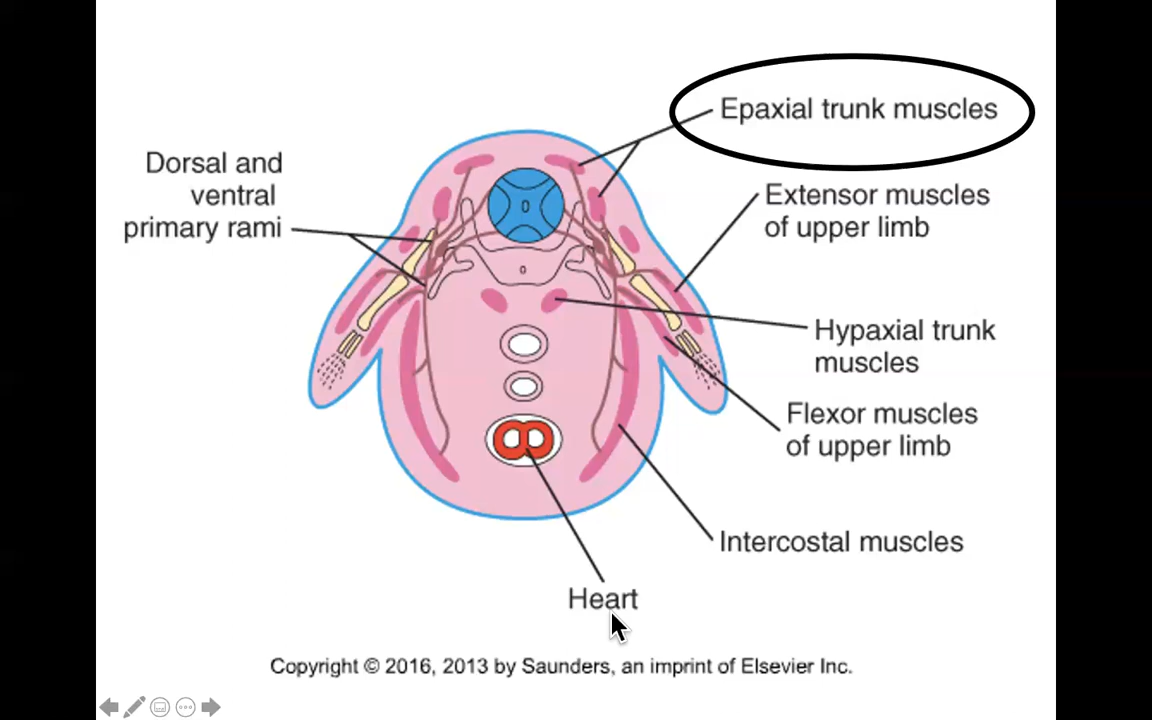 Epaxial trunk muscles
Dorsal and
ventral
primary rami
Extensor muscles
of upper limb
Hypaxial trunk
muscles
Flexor muscles
of upper limb
Intercostal muscles
Heart
Copyright © 2016, 2013 by Saunders, an imprint of Elsevier Inc.